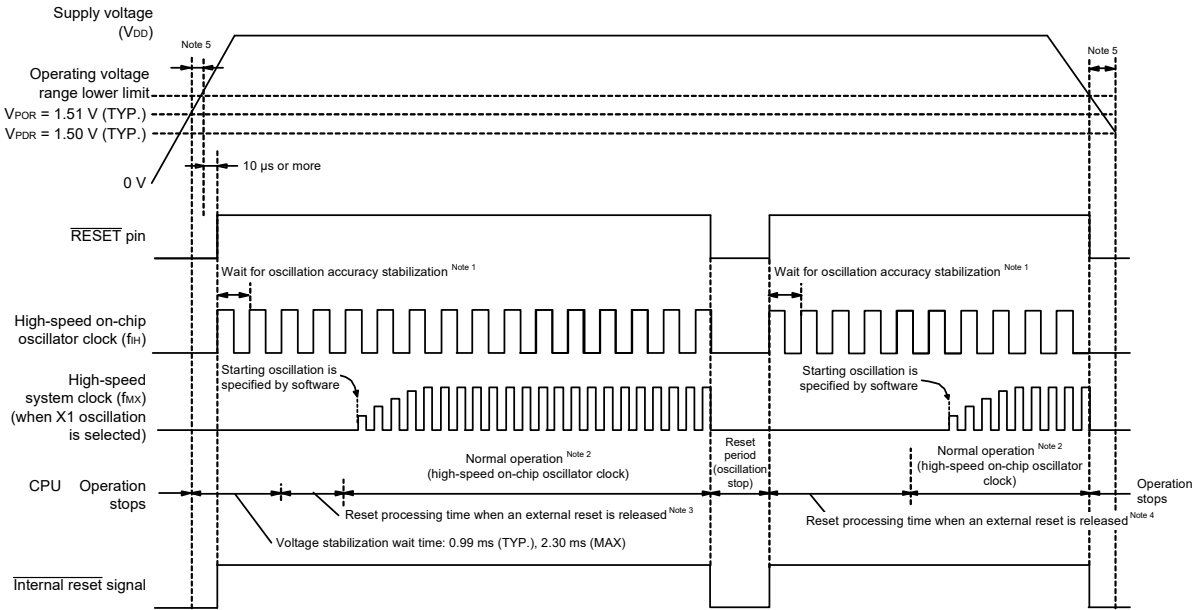 Supply voltage
(VDD)
Note 5
Note 5
Operating voltage
range lower limit
VPOR = 1.51 V (TYP.)
VPDR = 1.50 V (TYP.)
10 μs or more
0 V
RESET pin
Wait for oscillation accuracy stabilization Note 1
Wait for oscillation accuracy stabilization Note 1
High-speed on-chip
oscillator clock (fIH)
Starting oscillation is
specified by software
Starting oscillation is
specified by software
High-speed
system clock (fMX)
(when X1 oscillation
is selected)
Normal operation Note 2
(high-speed on-chip oscillator clock)
Reset
period
(oscillation
stop)
Normal operation Note 2
(high-speed on-chip oscillator
clock)
CPU
Operation
stops
Operation
stops
Reset processing time when an external reset is released Note 3
Reset processing time when an external reset is released Note 4
Voltage stabilization wait time: 0.99 ms (TYP.), 2.30 ms (MAX)
Internal reset signal